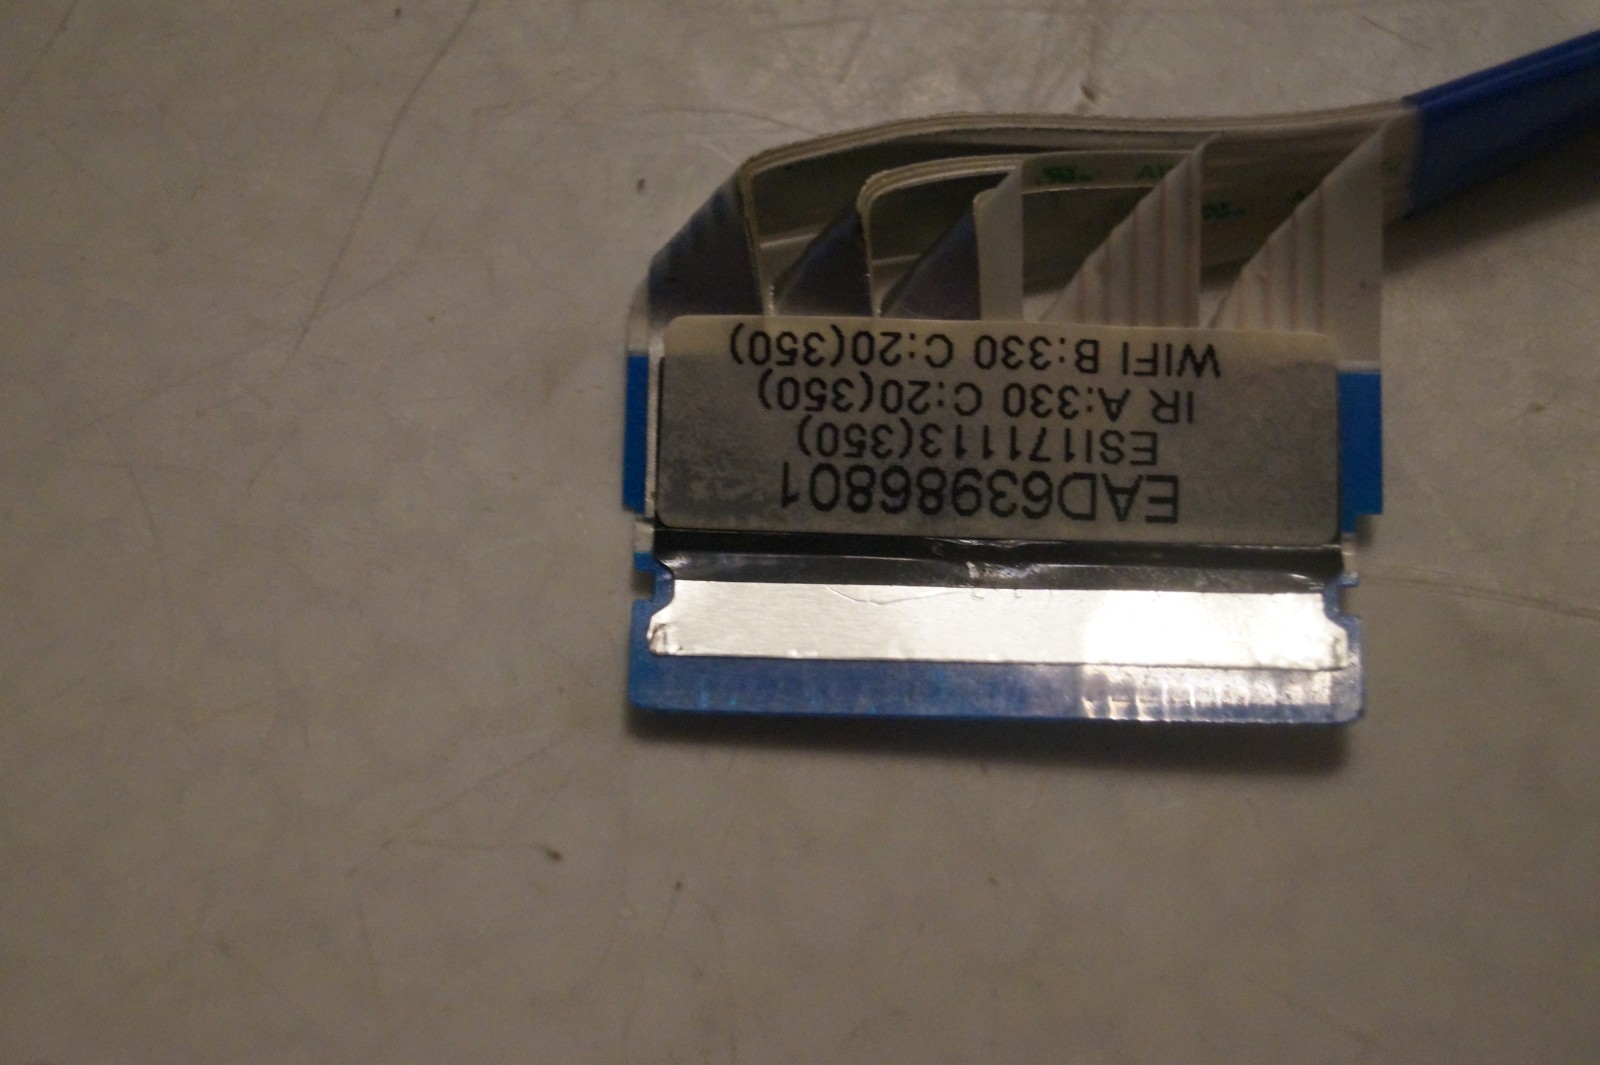 EAD63986801
ESI171113(350)
IR A:330 C:20(350)
WIFI B:330 C:20(350)